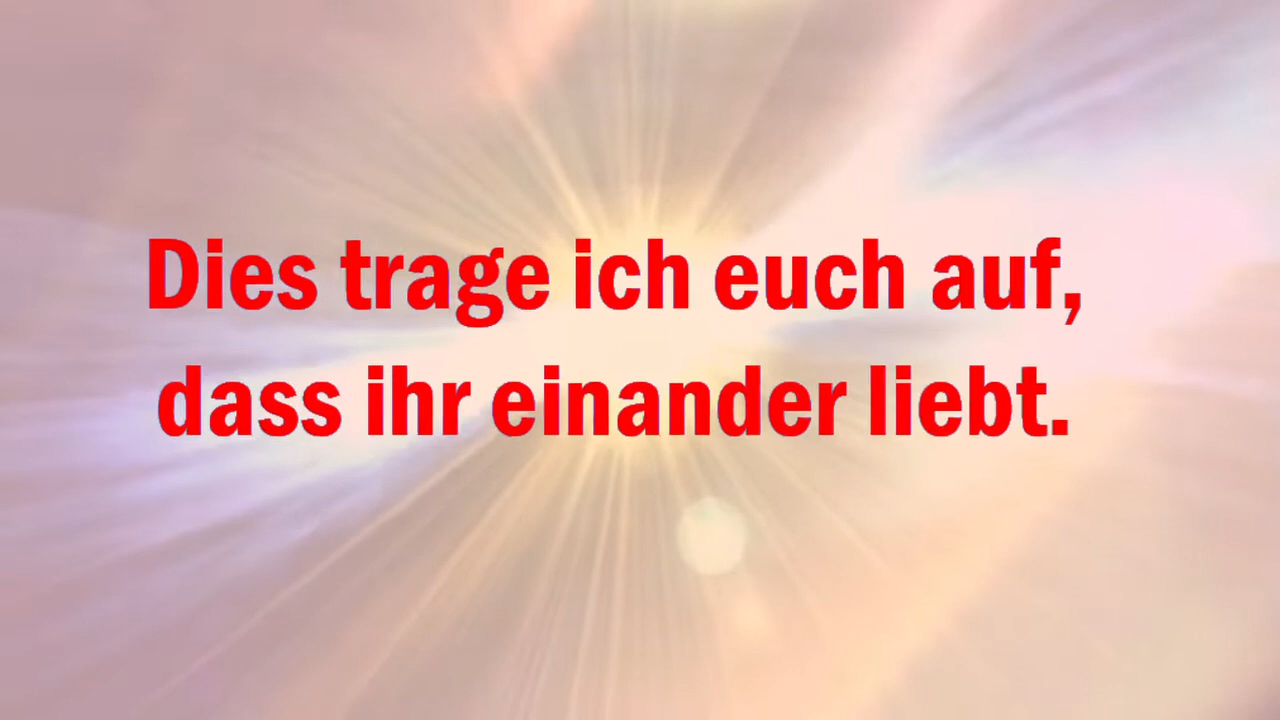 Dies trage ich euch auf,
dass ihr einander liebt.